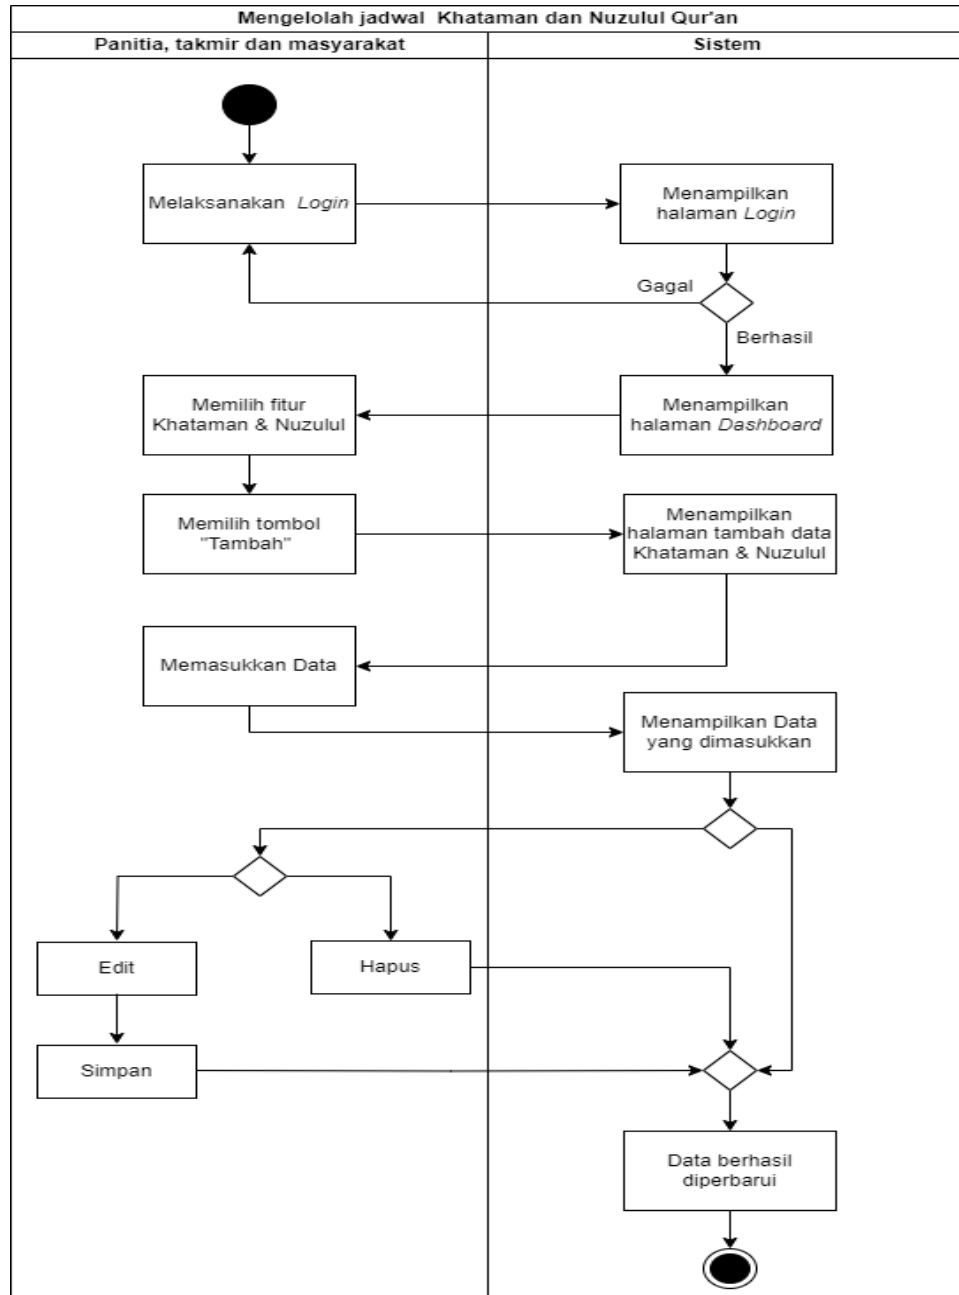 Mengelolah jadwal Khataman dan Nuzulul Qur'an
Panitia, takmir dan masyarakat
Sistem
Melaksanakan Login
Menampilkan
halaman Login
Gagal
Berhasil
Memilih fitur
Khataman & Nuzulul
Menampilkan
halaman Dashboard
Memilih tombol
"Tambah"
Menampilkan
halaman tambah data
Khataman & Nuzulul
Memasukkan Data
Menampilkan Data
yang dimasukkan
Edit
Hapus
Simpan
Data berhasil
diperbarui